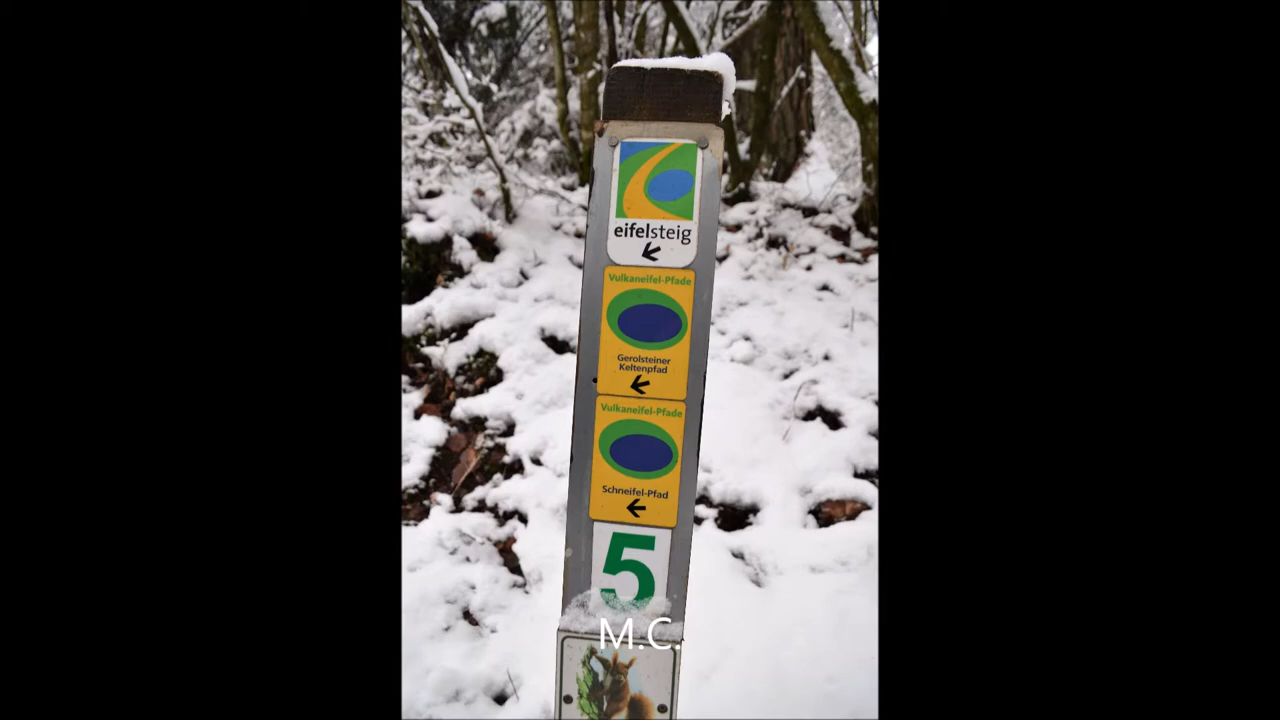 eifelsteig
Vulkaneifel-Pfade
Gerolsteiner
Keltenpfad
Vulkaneifel-Pfade
Schneifel-Pfad
5
M.C.